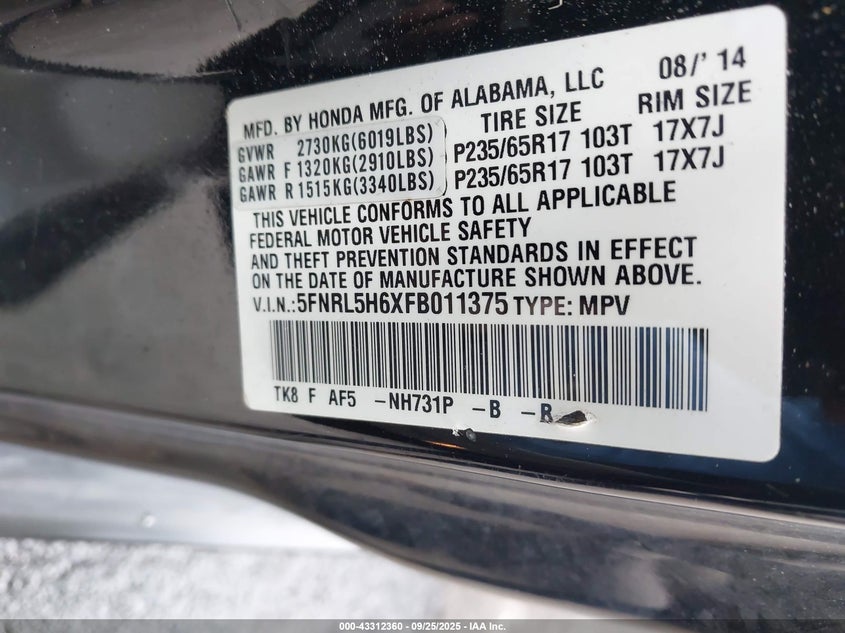 MFD. BY HONDA MFG. OF ALABAMA, LLC 08/' 14
TIRE SIZE RIM SIZE
GVWR 2730KG(6019LBS)
GAWR F 1320KG(2910LBS) P235/65R17 103T 17X7J
GAWR R 1515KG(3340LBS) P235/65R17 103T 17X7J
THIS VEHICLE CONFORMS TO ALL APPLICABLE
FEDERAL MOTOR VEHICLE SAFETY
AND THEFT PREVENTION STANDARDS IN EFFECT
ON THE DATE OF MANUFACTURE SHOWN ABOVE.
V.I.N.:5FNRL5H6XFB011375 TYPE: MPV
TK8 F AF5 -NH731P -B -R
000-43312360 - 09/25/2025 - IAA Inc.